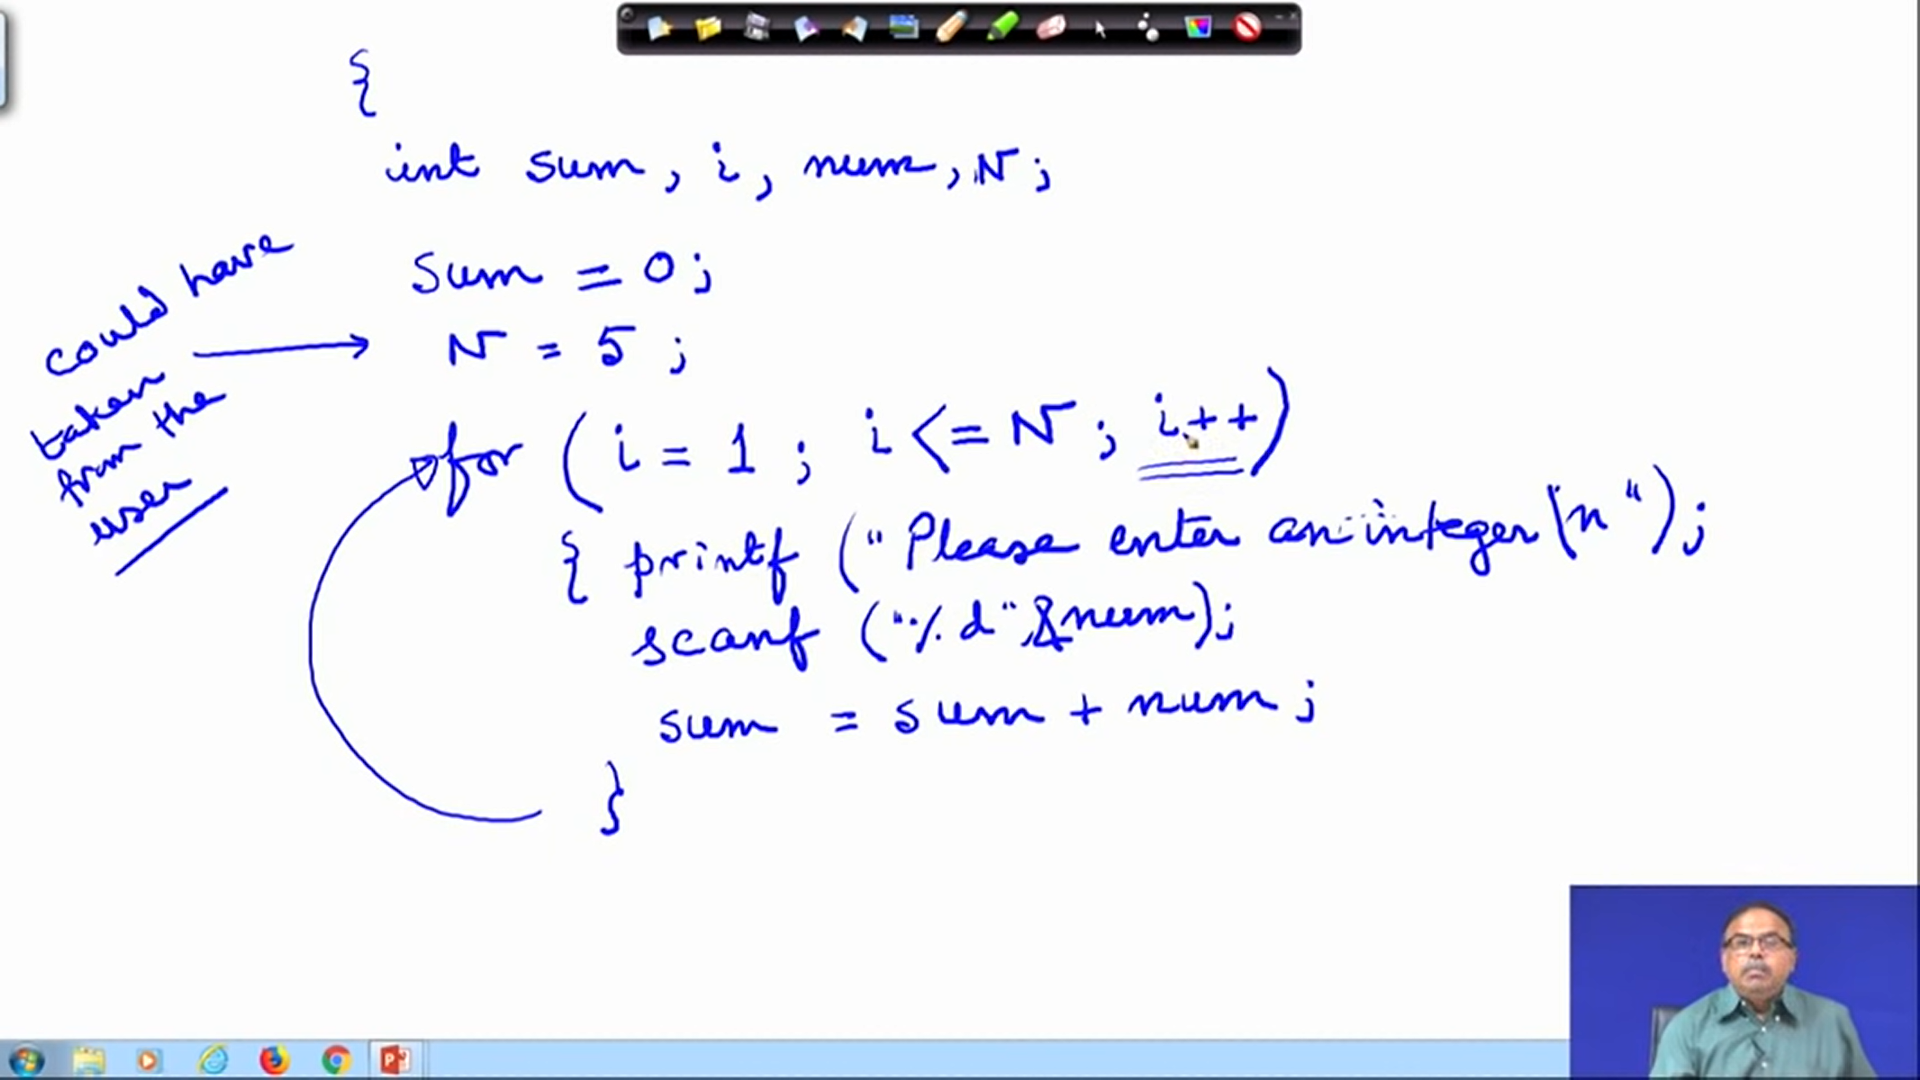 {
int sum, i, num, N;
Sum = 0;
N = 5;
for (i = 1; i <= N; i++)
{ printf ("Please enter an integer\n");
scanf ("%d",&num);
sum = sum + num;
}
could have
taken
from the
user